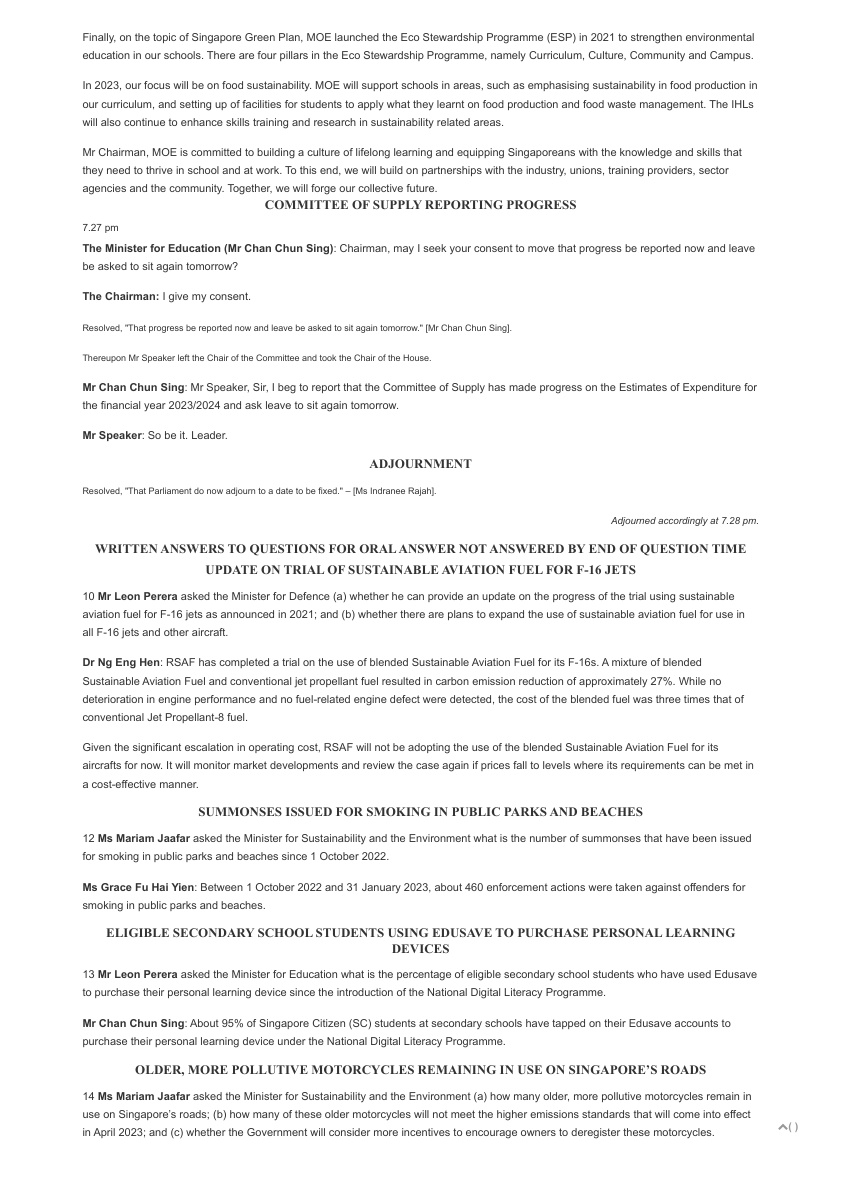 Finally, on the topic of Singapore Green Plan, MOE launched the Eco Stewardship Programme (ESP) in 2021 to strengthen environmental
education in our schools. There are four pillars in the Eco Stewardship Programme, namely Curriculum, Culture, Community and Campus.
In 2023, our focus will be on food sustainability. MOE will support schools in areas, such as emphasising sustainability in food production in
our curriculum, and setting up of facilities for students to apply what they learnt on food production and food waste management. The IHLs
will also continue to enhance skills training and research in sustainability related areas.
Mr Chairman, MOE is committed to building a culture of lifelong learning and equipping Singaporeans with the knowledge and skills that
they need to thrive in school and at work. To this end, we will build on partnerships with the industry, unions, training providers, sector
agencies and the community. Together, we will forge our collective future.
COMMITTEE OF SUPPLY REPORTING PROGRESS
7.27 pm
The Minister for Education (Mr Chan Chun Sing): Chairman, may I seek your consent to move that progress be reported now and leave
be asked to sit again tomorrow?
The Chairman: I give my consent.
Resolved, "That progress be reported now and leave be asked to sit again tomorrow." [Mr Chan Chun Sing].
Thereupon Mr Speaker left the Chair of the Committee and took the Chair of the House.
Mr Chan Chun Sing: Mr Speaker, Sir, I beg to report that the Committee of Supply has made progress on the Estimates of Expenditure for
the financial year 2023/2024 and ask leave to sit again tomorrow.
Mr Speaker: So be it. Leader.
ADJOURNMENT
Resolved, "That Parliament do now adjourn to a date to be fixed." – [Ms Indranee Rajah].
Adjourned accordingly at 7.28 pm.
WRITTEN ANSWERS TO QUESTIONS FOR ORAL ANSWER NOT ANSWERED BY END OF QUESTION TIME
UPDATE ON TRIAL OF SUSTAINABLE AVIATION FUEL FOR F-16 JETS
10 Mr Leon Perera asked the Minister for Defence (a) whether he can provide an update on the progress of the trial using sustainable
aviation fuel for F-16 jets as announced in 2021; and (b) whether there are plans to expand the use of sustainable aviation fuel for use in
all F-16 jets and other aircraft.
Dr Ng Eng Hen: RSAF has completed a trial on the use of blended Sustainable Aviation Fuel for its F-16s. A mixture of blended
Sustainable Aviation Fuel and conventional jet propellant fuel resulted in carbon emission reduction of approximately 27%. While no
deterioration in engine performance and no fuel-related engine defect were detected, the cost of the blended fuel was three times that of
conventional Jet Propellant-8 fuel.
Given the significant escalation in operating cost, RSAF will not be adopting the use of the blended Sustainable Aviation Fuel for its
aircrafts for now. It will monitor market developments and review the case again if prices fall to levels where its requirements can be met in
a cost-effective manner.
SUMMONSES ISSUED FOR SMOKING IN PUBLIC PARKS AND BEACHES
12 Ms Mariam Jaafar asked the Minister for Sustainability and the Environment what is the number of summonses that have been issued
for smoking in public parks and beaches since 1 October 2022.
Ms Grace Fu Hai Yien: Between 1 October 2022 and 31 January 2023, about 460 enforcement actions were taken against offenders for
smoking in public parks and beaches.
ELIGIBLE SECONDARY SCHOOL STUDENTS USING EDUSAVE TO PURCHASE PERSONAL LEARNING
DEVICES
13 Mr Leon Perera asked the Minister for Education what is the percentage of eligible secondary school students who have used Edusave
to purchase their personal learning device since the introduction of the National Digital Literacy Programme.
Mr Chan Chun Sing: About 95% of Singapore Citizen (SC) students at secondary schools have tapped on their Edusave accounts to
purchase their personal learning device under the National Digital Literacy Programme.
OLDER, MORE POLLUTIVE MOTORCYCLES REMAINING IN USE ON SINGAPORE’S ROADS
14 Ms Mariam Jaafar asked the Minister for Sustainability and the Environment (a) how many older, more pollutive motorcycles remain in
use on Singapore’s roads; (b) how many of these older motorcycles will not meet the higher emissions standards that will come into effect
in April 2023; and (c) whether the Government will consider more incentives to encourage owners to deregister these motorcycles.
( )